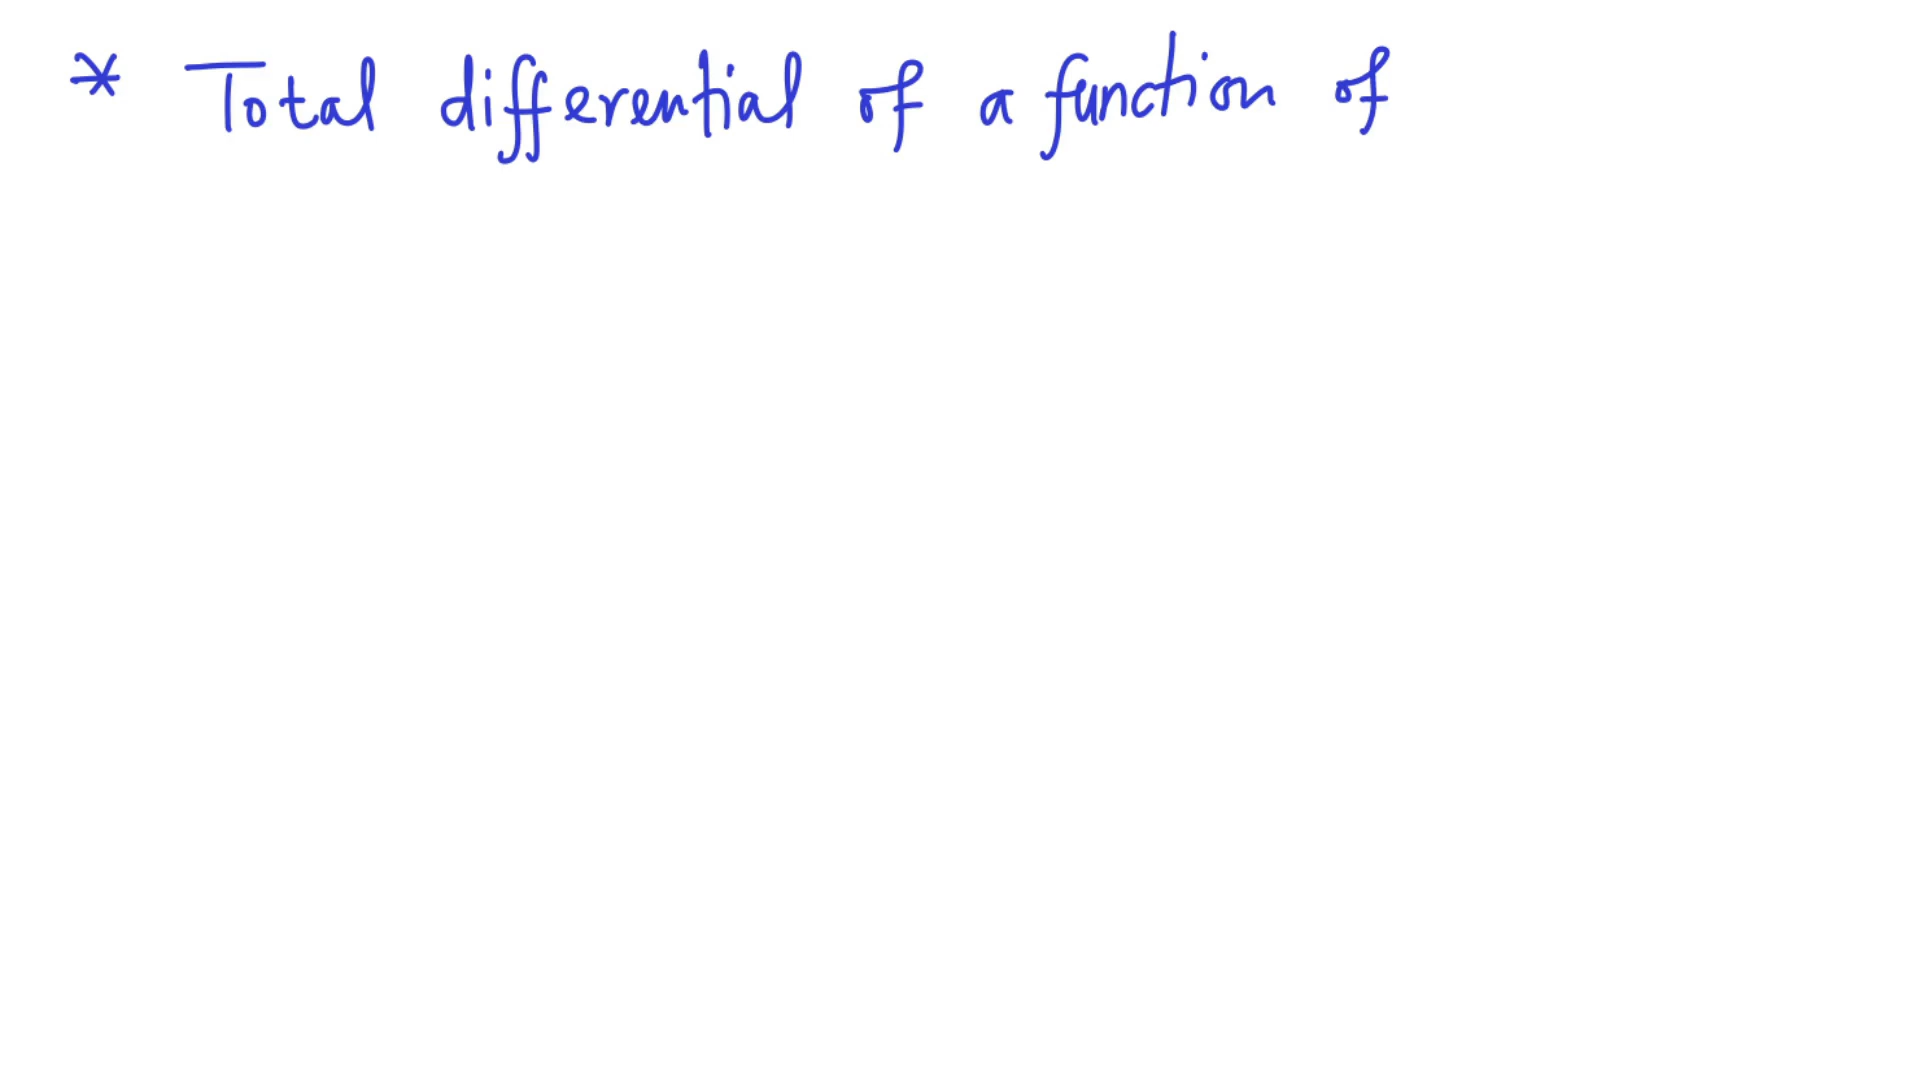 * Total differential of a function of